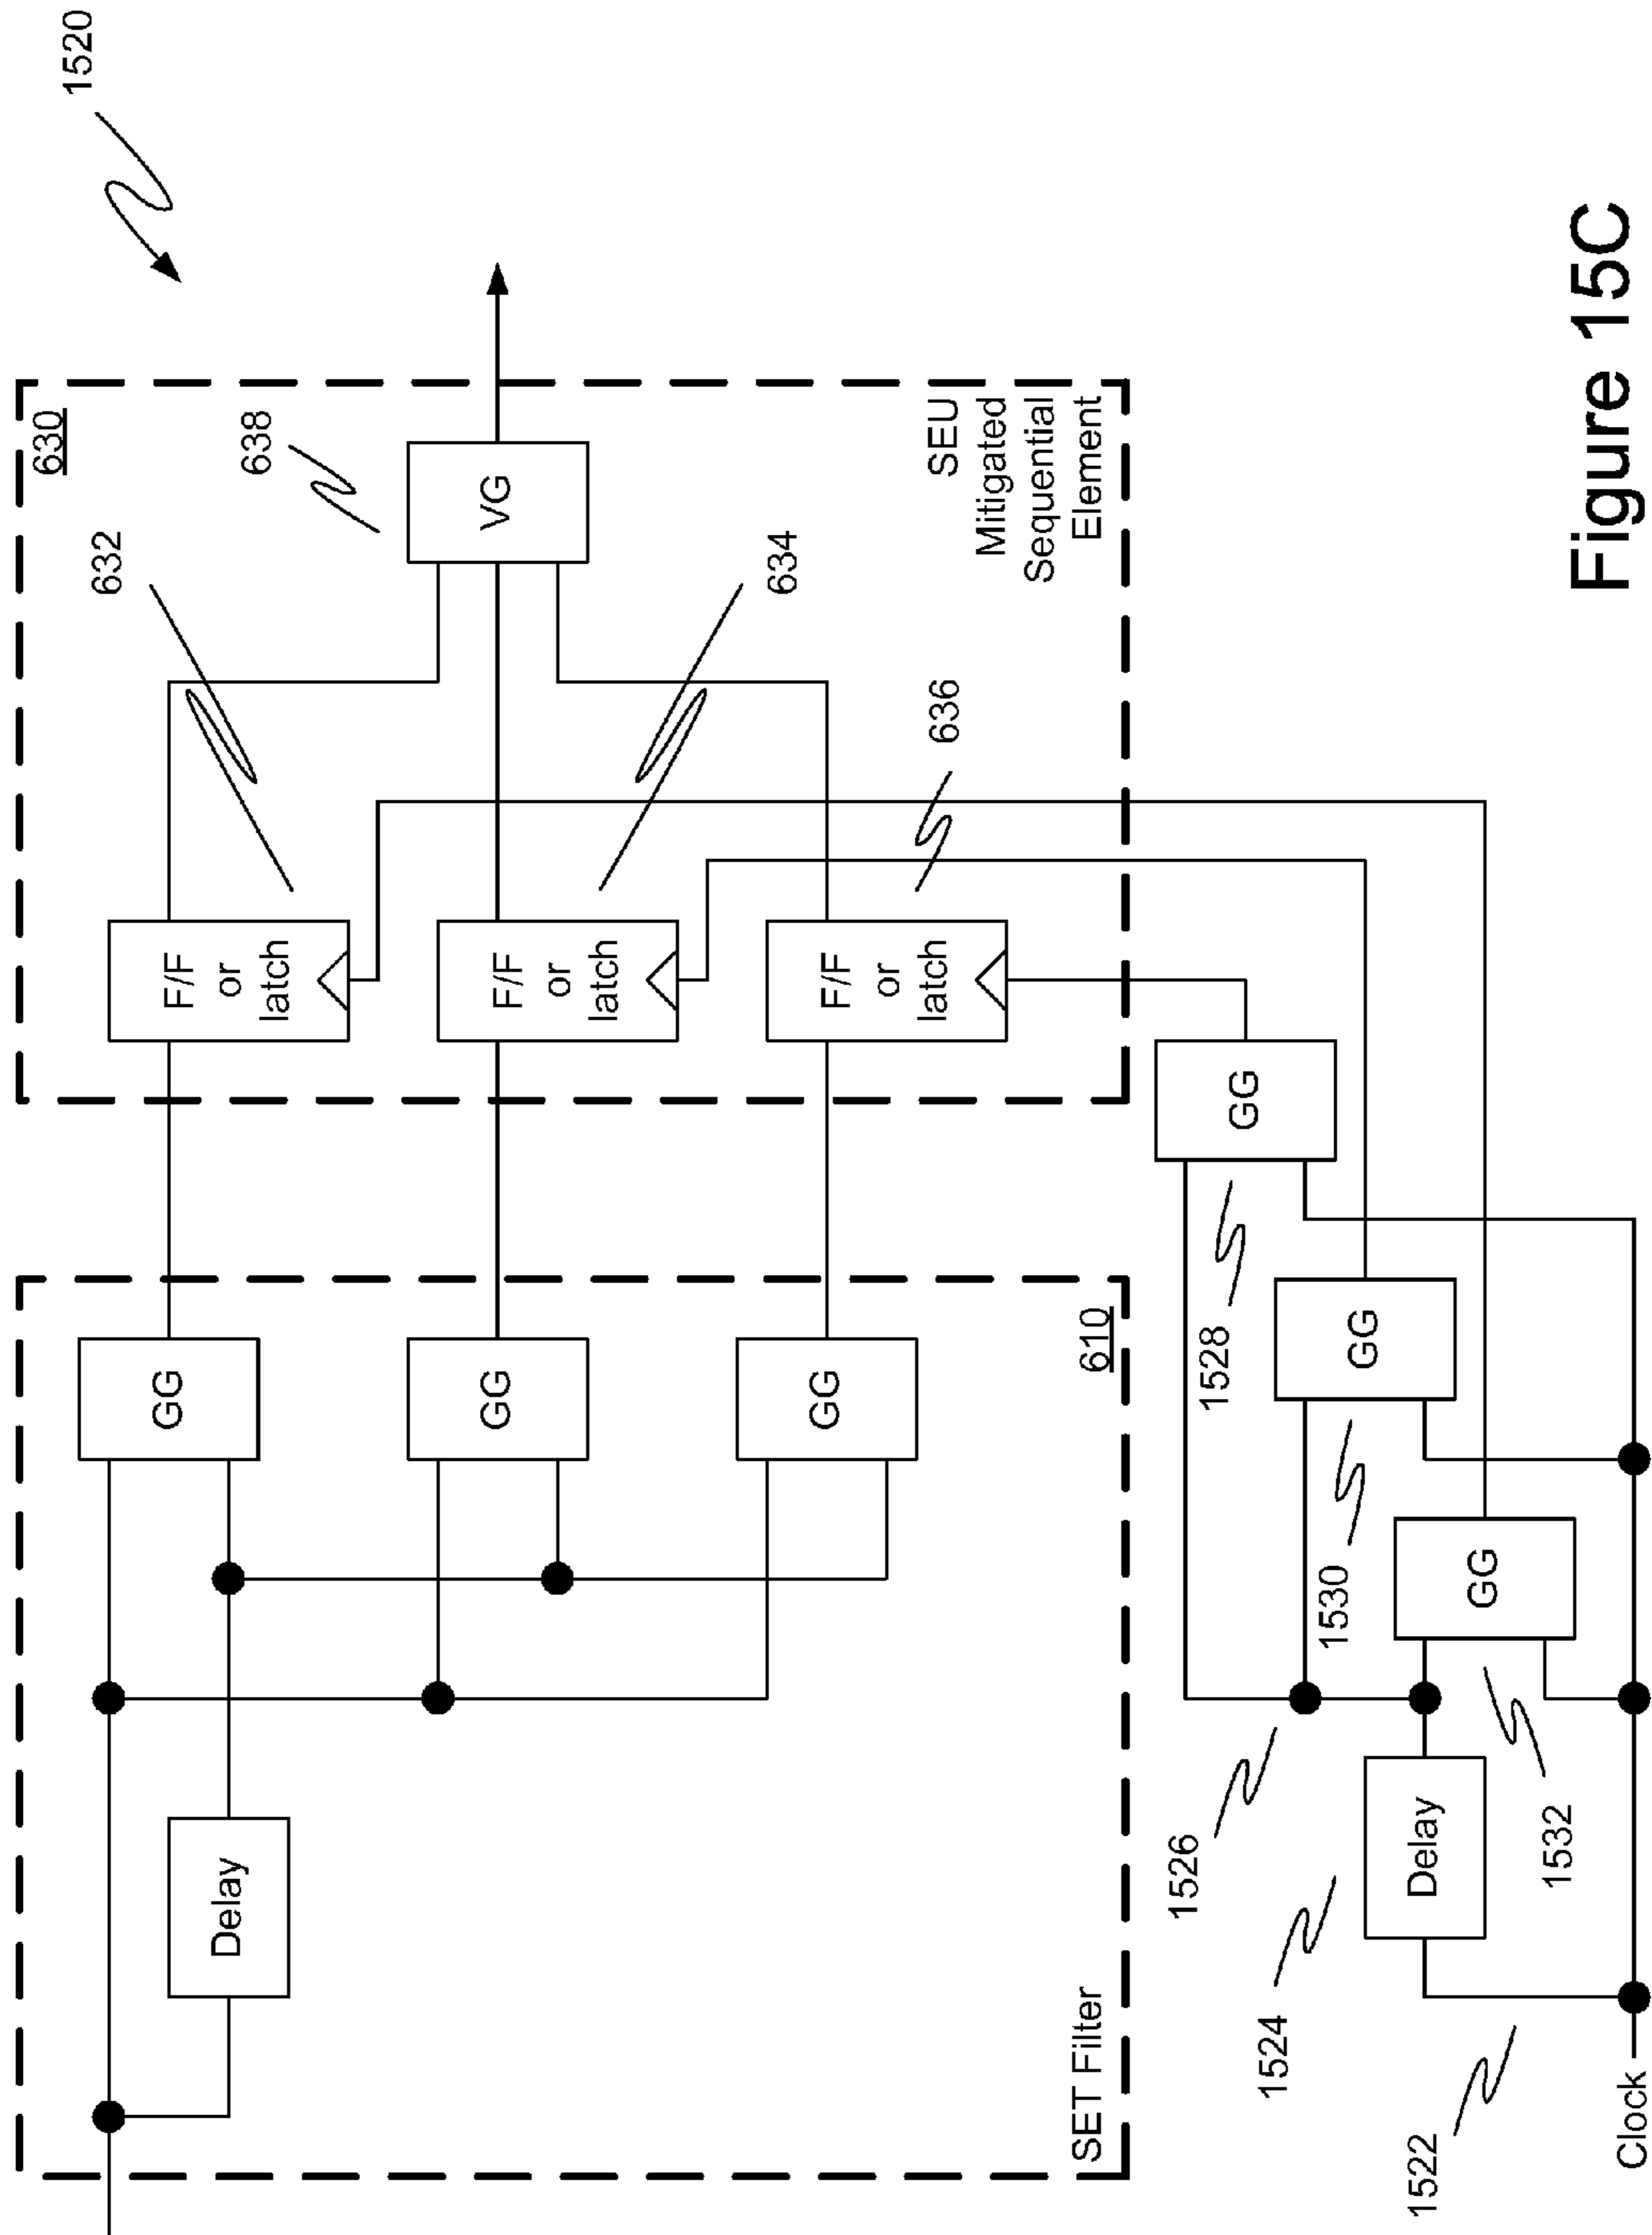 1520
630
638
VG
632
SEU
Mitigated
Sequential
Element
634
636
F/F
or
latch
F/F
or
latch
F/F
or
latch
GG
GG
GG
610
Delay
SET Filter
GG
1528
GG
1530
GG
1532
1526
Delay
1524
1522
Clock
Figure 15C